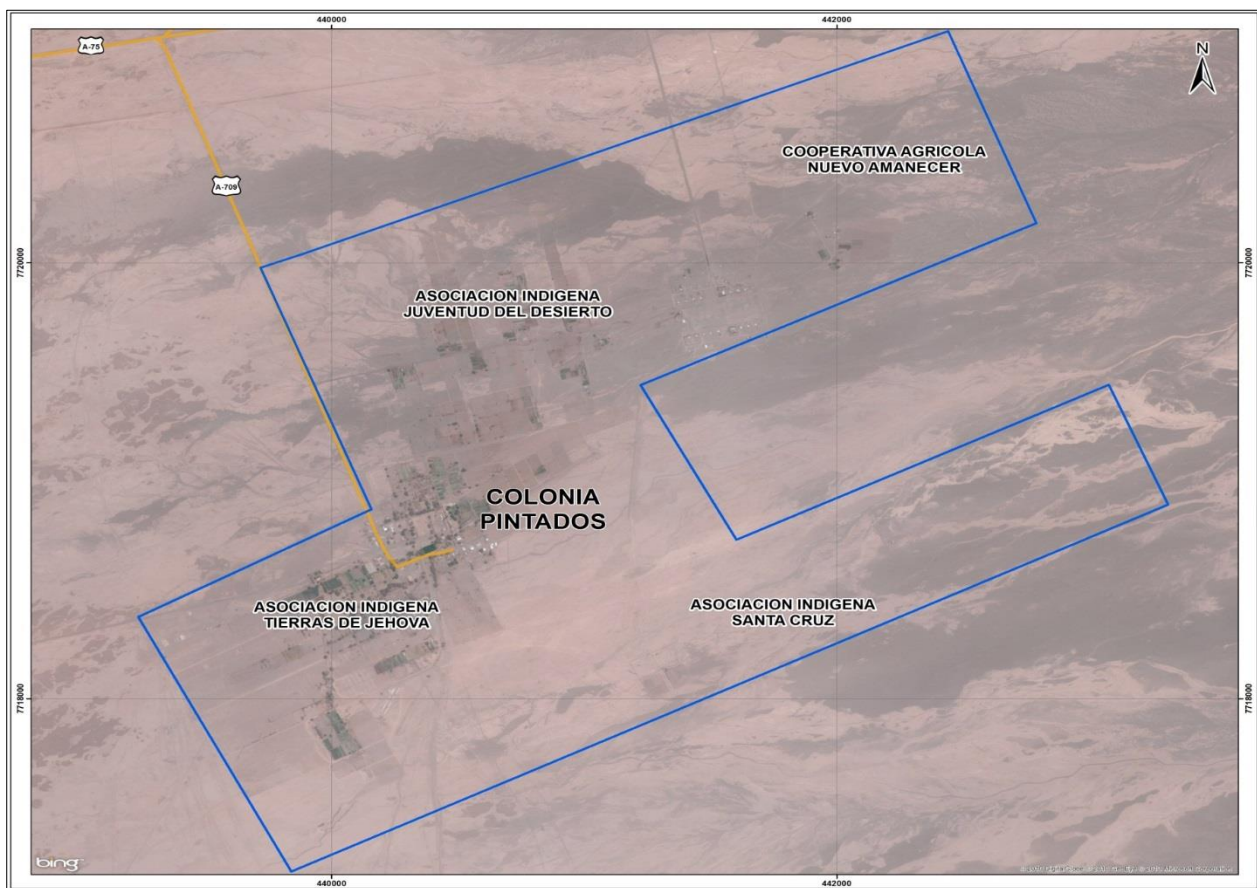 440000
442000
A-75
N
COOPERATIVA AGRICOLA
NUEVO AMANECER
A-709
7720000
7720000
ASOCIACION INDIGENA
JUVENTUD DEL DESIERTO
COLONIA
PINTADOS
ASOCIACION INDIGENA
TIERRAS DE JEHOVA
ASOCIACION INDIGENA
SANTA CRUZ
7718000
7718000
bing
440000
442000